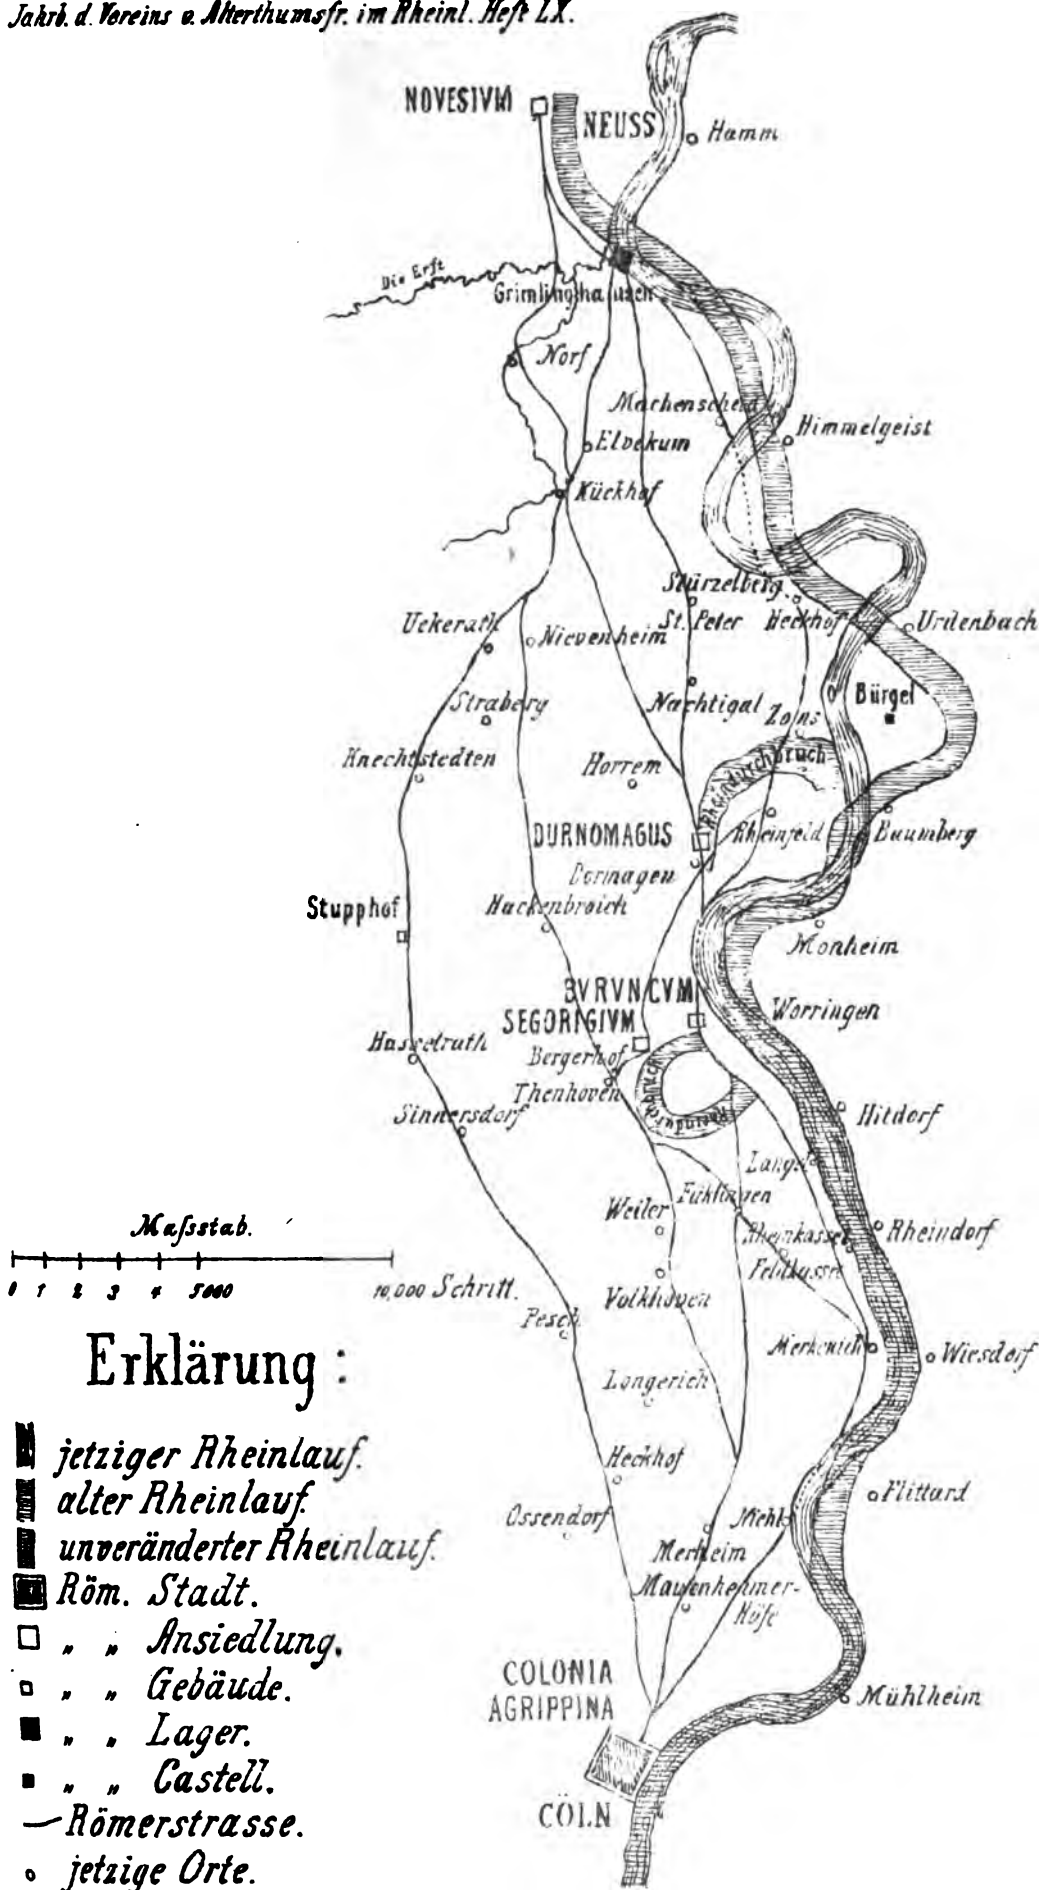 Jahrb. d. Vereins v. Alterthumsfr. im Rheinl. Heft LX.
NOVESIVM
NEUSS
Hamm
Die Erft
Grimlinghausen
Norf
Machenscheid
Himmelgeist
Elvekum
Kückhof
Stürzelberg.
Uekerath
Nievenheim
St. Peter
Heckhof
Urdenbach
Straberg
Nachtigal
Zons
Bürgel
Knechtstedten
Horrem
Rheindurchbruch
DURNOMAGUS
Rheinfeld
Baumberg
Dormagen
Stupphof
Hackenbroich
Monheim
BVRVNCVM
Worringen
SEGORIGIVM
Hasselrath
Bergerhof
Thenhoven
Rheindurchbruch
Sinnersdorf
Hitdorf
Langel
Fühlingen
Weiler
Rheinkassel
Rheindorf
Feldkassel
Volkhoven
Massstab.
0 1 2 3 4 5000 10,000 Schritt.
Pesch
Merkenich
Wiesdorf
Longerich
Heckhof
Flittard
Ossendorf
Niehl
Merheim
Mauenheimer-
Höfe
COLONIA
AGRIPPINA
Mühlheim
CÖLN
Erklärung:
jetziger Rheinlauf.
alter Rheinlauf.
unveränderter Rheinlauf.
Röm. Stadt.
„ „ Ansiedlung.
„ „ Gebäude.
„ „ Lager.
„ „ Castell.
Römerstrasse.
jetzige Orte.